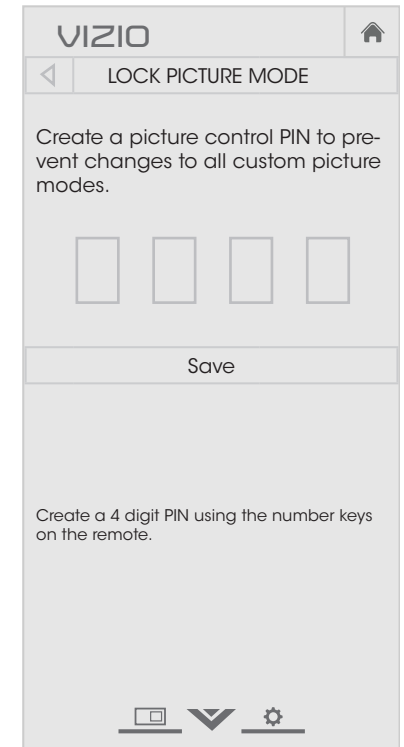 VIZIO
LOCK PICTURE MODE
Create a picture control PIN to pre-
vent changes to all custom picture
modes.
Save
Create a 4 digit PIN using the number keys
on the remote.